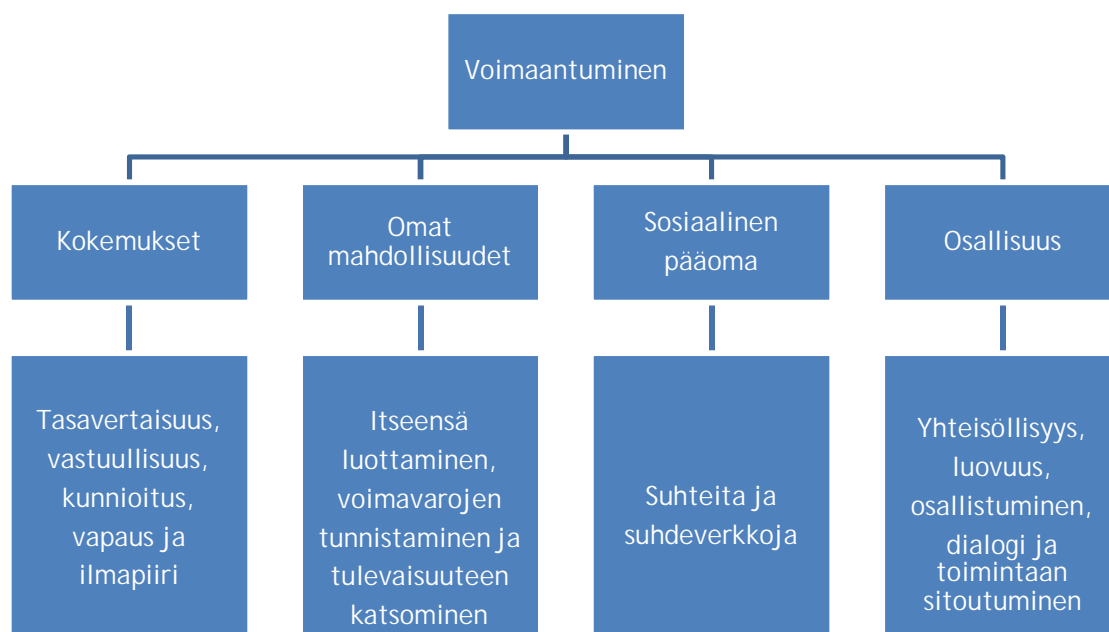 Voimaantuminen
Kokemukset
Omat
mahdollisuudet
Sosiaalinen
pääoma
Osallisuus
Tasavertaisuus,
vastuullisuus,
kunnioitus,
vapaus ja
ilmapiiri
Itseensä
luottaminen,
voimavarojen
tunnistaminen ja
tulevaisuuteen
katsominen
Suhteita ja
suhdeverkkoja
Yhteisöllisyys,
luovuus,
osallistuminen,
dialogi ja
toimintaan
sitoutuminen